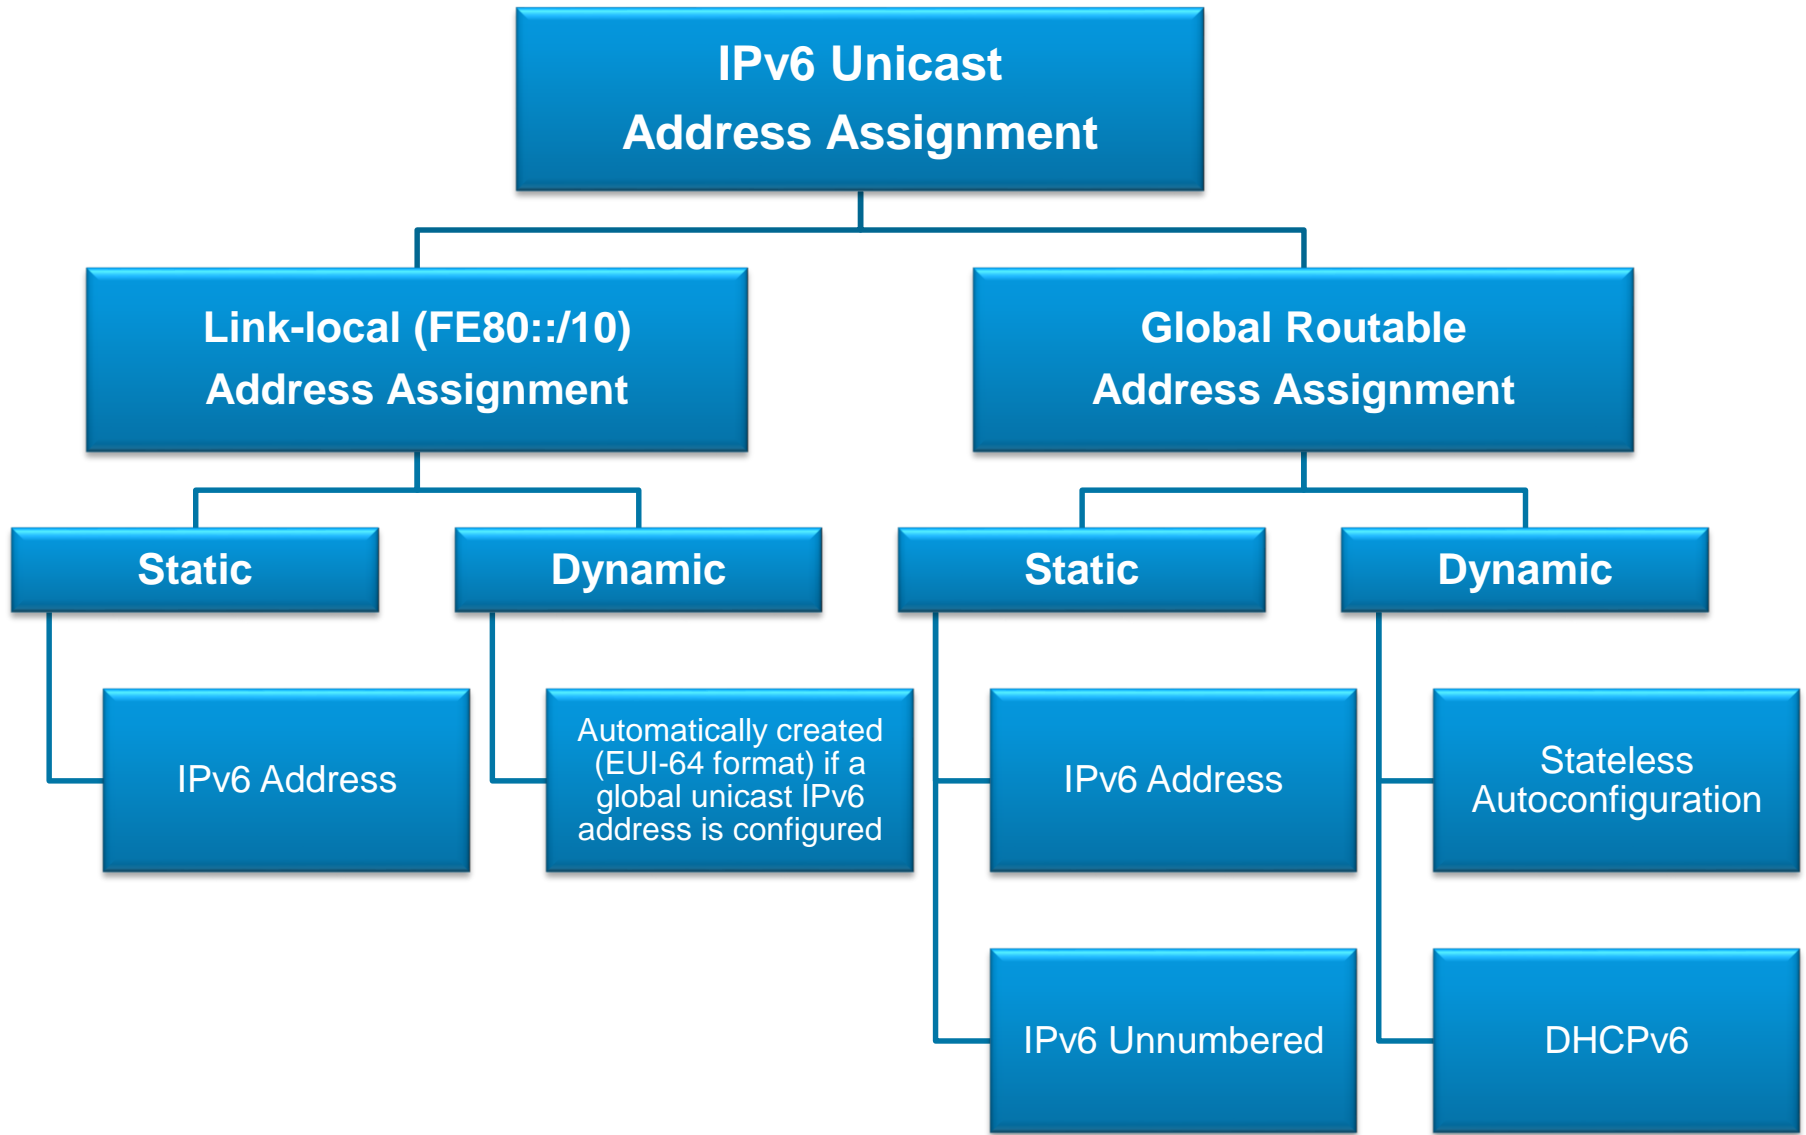 IPv6 Unicast
Address Assignment
Link-local (FE80::/10)
Address Assignment
Global Routable
Address Assignment
Static
Dynamic
Static
Dynamic
IPv6 Address
Automatically created
(EUI-64 format) if a
global unicast IPv6
address is configured
IPv6 Address
Stateless
Autoconfiguration
IPv6 Unnumbered
DHCPv6